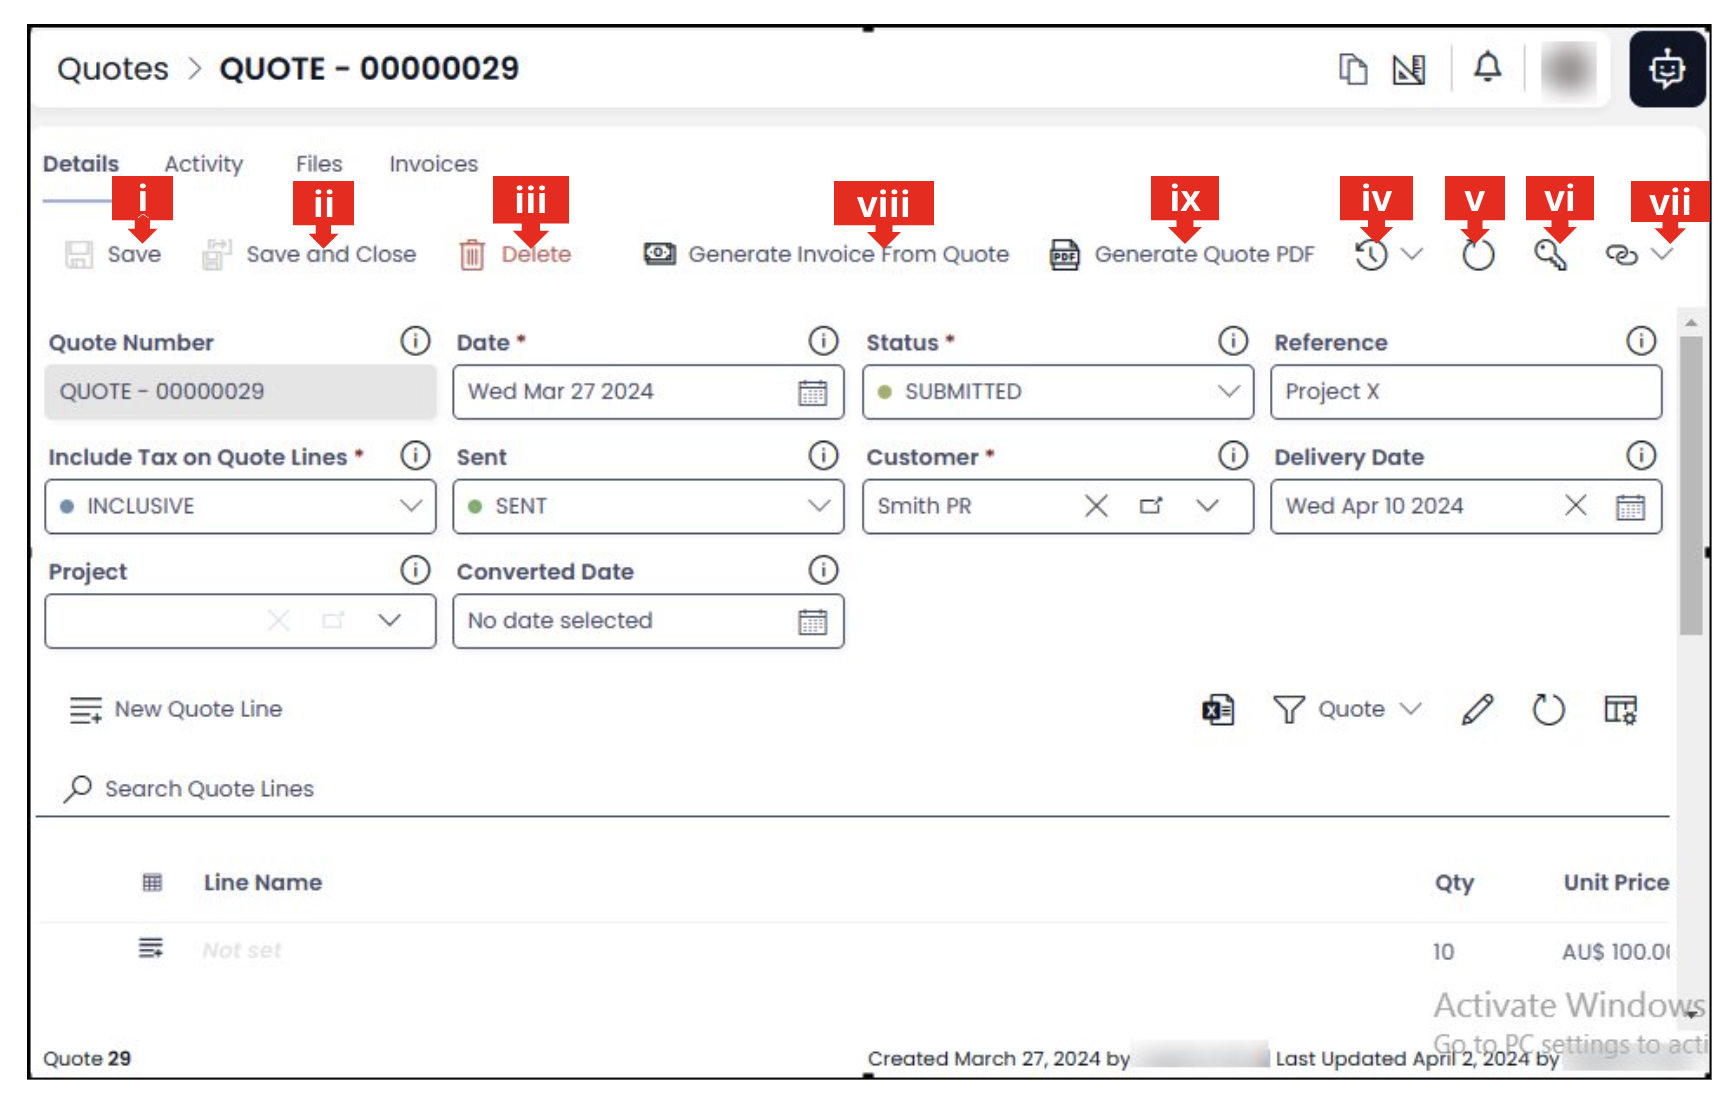 Quotes > QUOTE - 00000029
Details Activity Files Invoices
i ii iii viii ix iv v vi vii
Save Save and Close Delete Generate Invoice From Quote PDF Generate Quote PDF
Quote Number Date * Status * Reference
QUOTE - 00000029 Wed Mar 27 2024 SUBMITTED Project X
Include Tax on Quote Lines * Sent Customer * Delivery Date
INCLUSIVE SENT Smith PR Wed Apr 10 2024
Project Converted Date
No date selected
New Quote Line Quote
Search Quote Lines
Line Name Qty Unit Price
Not set 10 AU$ 100.0
Activate Windows
Go to PC settings to acti
Quote 29 Created March 27, 2024 by Last Updated April 2, 2024 by